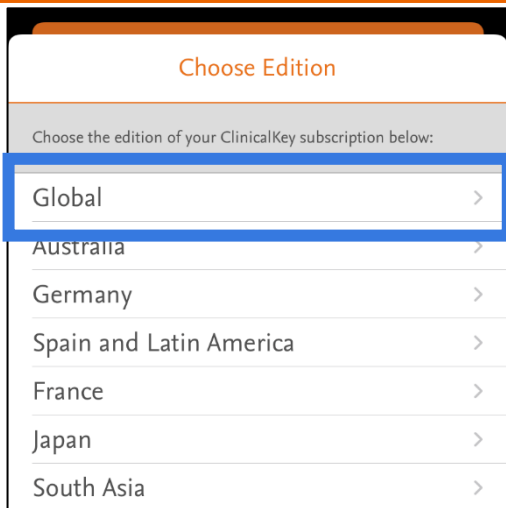 Choose Edition
Choose the edition of your ClinicalKey subscription below:
Global
Australia
Germany
Spain and Latin America
France
Japan
South Asia